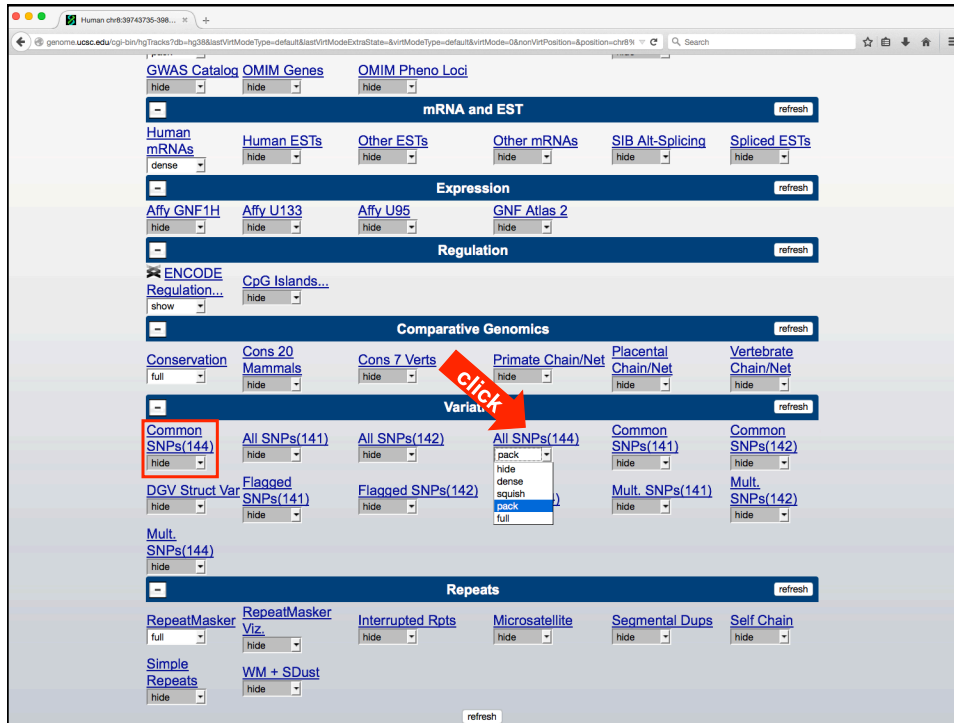 Human chr8:39743735-398... × +
genome.ucsc.edu/cgi-bin/hgTracks?db=hg38&lastVirtModeType=default&lastVirtModeExtraState=&virtModeType=default&virtMode=0&nonVirtPosition=&position=chr8% Search
GWAS Catalog OMIM Genes OMIM Pheno Loci
hide hide hide
- mRNA and EST refresh
Human
mRNAs Human ESTs Other ESTs Other mRNAs SIB Alt-Splicing Spliced ESTs
dense hide hide hide hide hide
- Expression refresh
Affy GNF1H Affy U133 Affy U95 GNF Atlas 2
hide hide hide hide
- Regulation refresh
ENCODE
Regulation... CpG Islands...
show hide
- Comparative Genomics refresh
Conservation Cons 20 Mammals Cons 7 Verts Primate Chain/Net Placental Chain/Net Vertebrate Chain/Net
full hide hide hide hide hide
click
- refresh
Common SNPs(144) All SNPs(141) All SNPs(142) All SNPs(144) Common SNPs(141) Common SNPs(142)
hide hide hide pack hide hide
hide
dense
squish
pack
full
DGV Struct Var Flagged SNPs(141) Flagged SNPs(142) Mult. SNPs(141) Mult. SNPs(142)
hide hide hide hide hide
Mult.
SNPs(144)
hide
- Repeats refresh
RepeatMasker RepeatMasker Viz. Interrupted Rpts Microsatellite Segmental Dups Self Chain
full hide hide hide hide hide
Simple
Repeats WM + SDust
hide hide
refresh